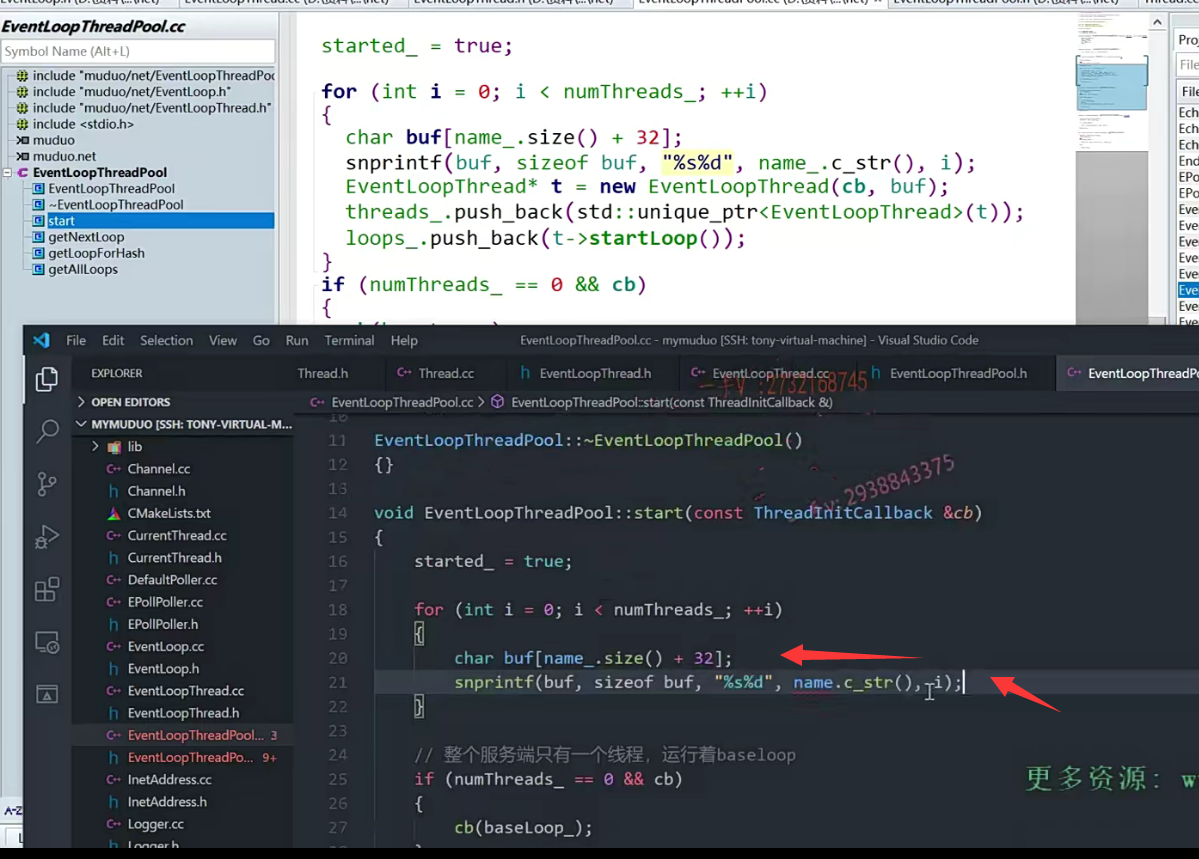 EventLoopThreadPool.cc
Symbol Name (Alt+L)
include "muduo/net/EventLoopThreadPoo
include "muduo/net/EventLoop.h"
include "muduo/net/EventLoopThread.h"
include <stdio.h>
muduo
muduo.net
EventLoopThreadPool
EventLoopThreadPool
~EventLoopThreadPool
start
getNextLoop
getLoopForHash
getAllLoops
started_ = true;
for (int i = 0; i < numThreads_; ++i)
{
char buf[name_.size() + 32];
snprintf(buf, sizeof buf, "%s%d", name_.c_str(), i);
EventLoopThread* t = new EventLoopThread(cb, buf);
threads_.push_back(std::unique_ptr<EventLoopThread>(t));
loops_.push_back(t->startLoop());
}
if (numThreads_ == 0 && cb)
{
Proj
File
File
Ech
Ech
Ech
End
EPo
EPo
Eve
Eve
Eve
Eve
Eve
Eve
Eve
A-Z
File Edit Selection View Go Run Terminal Help
EventLoopThreadPool.cc - mymuduo [SSH: tony-virtual-machine] - Visual Studio Code
EXPLORER
Thread.h
Thread.cc
EventLoopThread.h
EventLoopThread.cc
EventLoopThreadPool.h
EventLoopThreadPo
OPEN EDITORS
EventLoopThreadPool.cc > EventLoopThreadPool::start(const ThreadInitCallback &)
MYMUDUO [SSH: TONY-VIRTUAL-M...
lib
Channel.cc
Channel.h
CMakeLists.txt
CurrentThread.cc
CurrentThread.h
DefaultPoller.cc
EPollPoller.cc
EPollPoller.h
EventLoop.cc
EventLoop.h
EventLoopThread.cc
EventLoopThread.h
EventLoopThreadPool... 3
EventLoopThreadPo... 9+
InetAddress.cc
InetAddress.h
Logger.cc
Logger.h
10
11 EventLoopThreadPool::~EventLoopThreadPool()
12 {}
13
14 void EventLoopThreadPool::start(const ThreadInitCallback &cb)
15 {
16 started_ = true;
17
18 for (int i = 0; i < numThreads_; ++i)
19 {
20 char buf[name_.size() + 32];
21 snprintf(buf, sizeof buf, "%s%d", name.c_str(), i);
22 }
23
24 // 整个服务端只有一个线程，运行着baseloop
25 if (numThreads_ == 0 && cb)
26 {
27 cb(baseLoop_);
一手V:2732168745
v:2938843375
更多资源：w